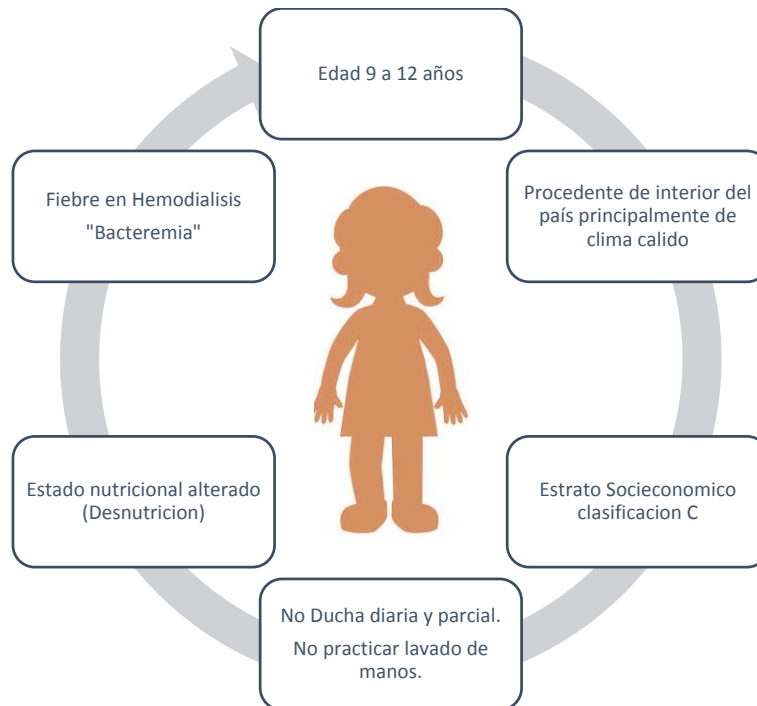 Edad 9 a 12 años
Procedente de interior del
país principalmente de
clima calido
Estrato Socieconomico
clasificacion C
No Ducha diaria y parcial.
No practicar lavado de
manos.
Estado nutricional alterado
(Desnutricion)
Fiebre en Hemodialisis
"Bacteremia"